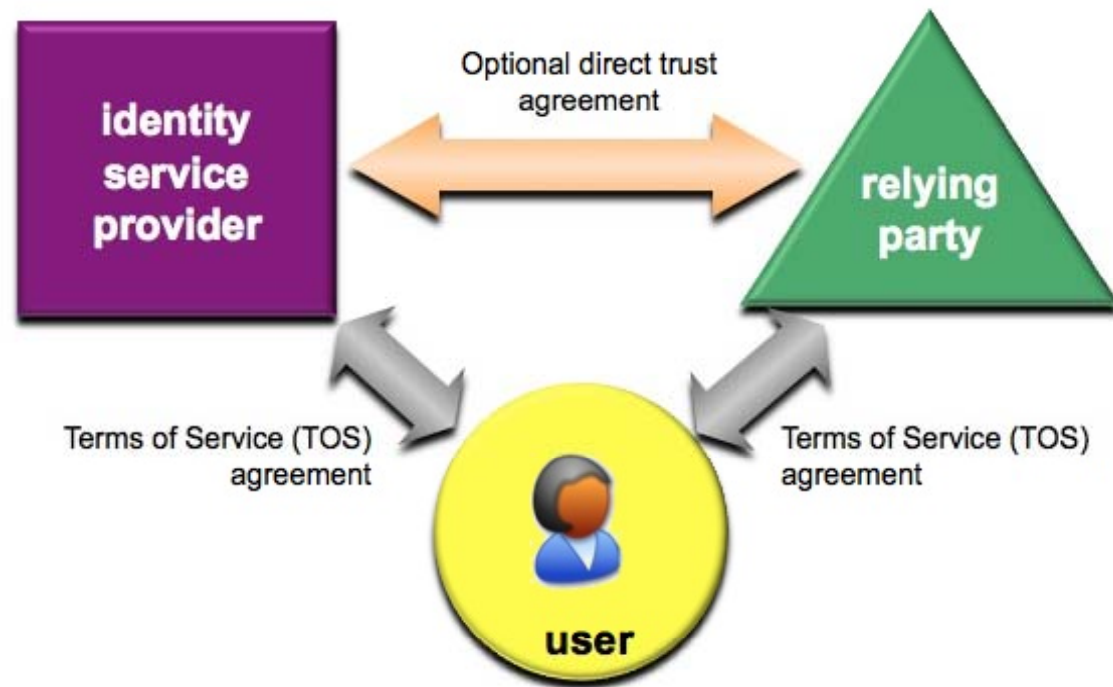 Optional direct trust
agreement
identity
service
provider
relying
party
Terms of Service (TOS)
agreement
Terms of Service (TOS)
agreement
user